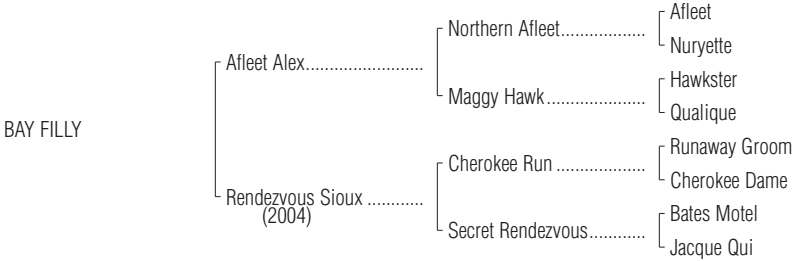 Afleet
Northern Afleet...................
Nuryette
Afleet Alex.........................
Hawkster
Maggy Hawk.....................
Qualique
BAY FILLY
Runaway Groom
Cherokee Run ...................
Cherokee Dame
Rendezvous Sioux ............
(2004)
Bates Motel
Secret Rendezvous............
Jacque Qui